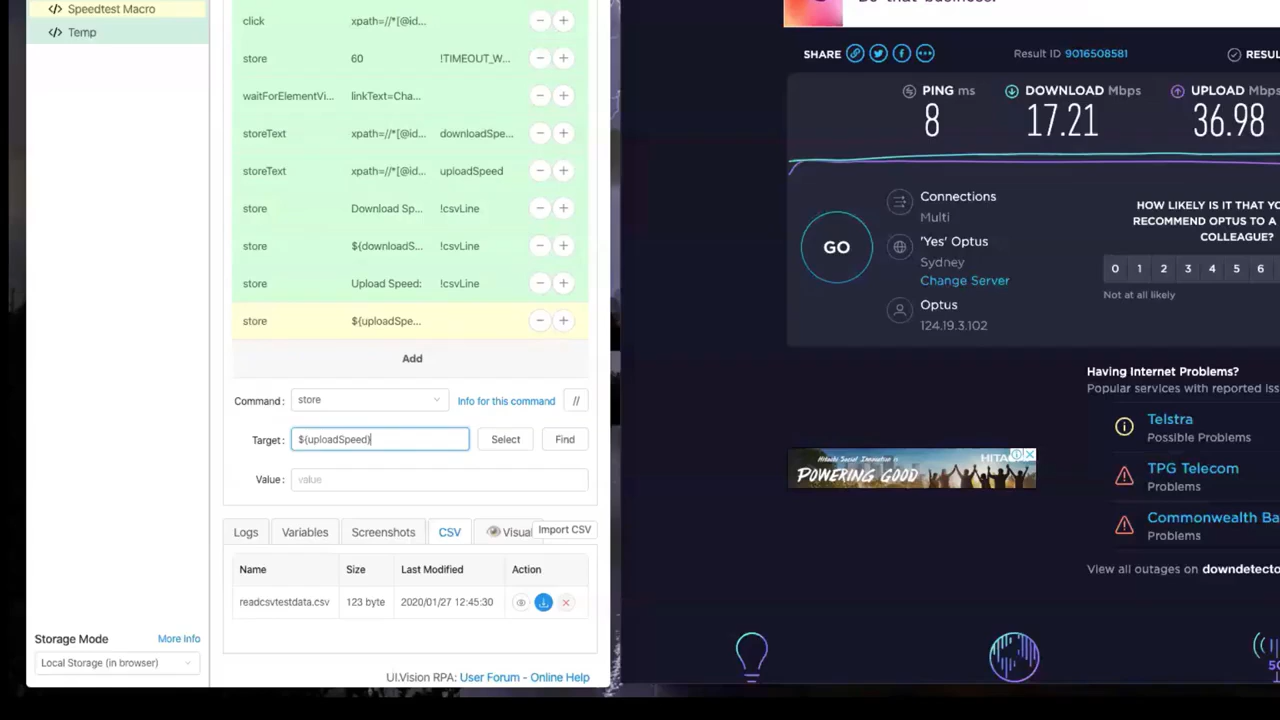 </> Speedtest Macro
</> Temp
Storage Mode
More Info
Local Storage (in browser)
click xpath=//*[@id...
store 60 !TIMEOUT_W...
waitForElementVi... linkText=Cha...
storeText xpath=//*[@id... downloadSpe...
storeText xpath=//*[@id... uploadSpeed
store Download Sp... !csvLine
store ${downloadS... !csvLine
store Upload Speed: !csvLine
store ${uploadSpe...
Add
Command: store Info for this command //
Target: ${uploadSpeed} Select Find
Value: value
Logs Variables Screenshots CSV Visual Import CSV
Name Size Last Modified Action
readcsvtestdata.csv 123 byte 2020/01/27 12:45:30
UI.Vision RPA: User Forum - Online Help
SHARE Result ID 9016508581 RESUL
PING ms DOWNLOAD Mbps UPLOAD Mbps
8 17.21 36.98
GO
Connections
Multi
'Yes' Optus
Sydney
Change Server
Optus
124.19.3.102
HOW LIKELY IS IT THAT YO
RECOMMEND OPTUS TO A
COLLEAGUE?
0 1 2 3 4 5 6
Not at all likely
Having Internet Problems?
Popular services with reported iss
Telstra
Possible Problems
TPG Telecom
Problems
Commonwealth Ba
Problems
View all outages on downdetecto
Hitachi Social Innovation is
POWERING GOOD
HITA